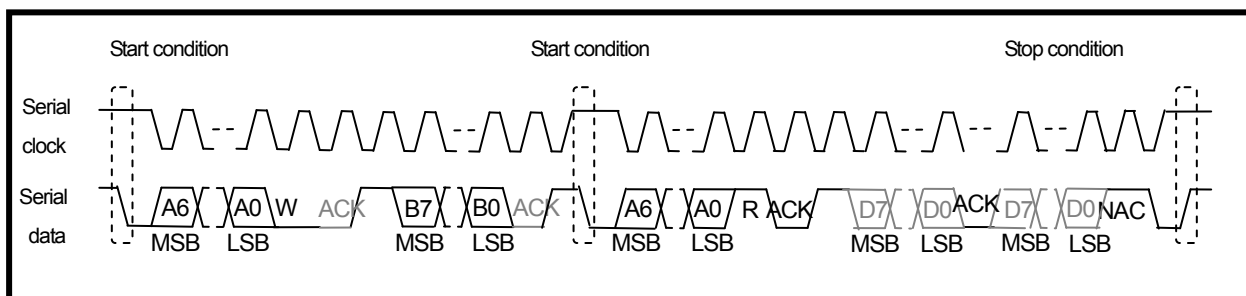 Start condition Start condition Stop condition
Serial
clock
Serial
data
A6 A0 W ACK B7 B0 ACK A6 A0 R ACK D7 D0 ACK D7 D0 NAC
MSB LSB MSB LSB MSB LSB MSB LSB MSB LSB